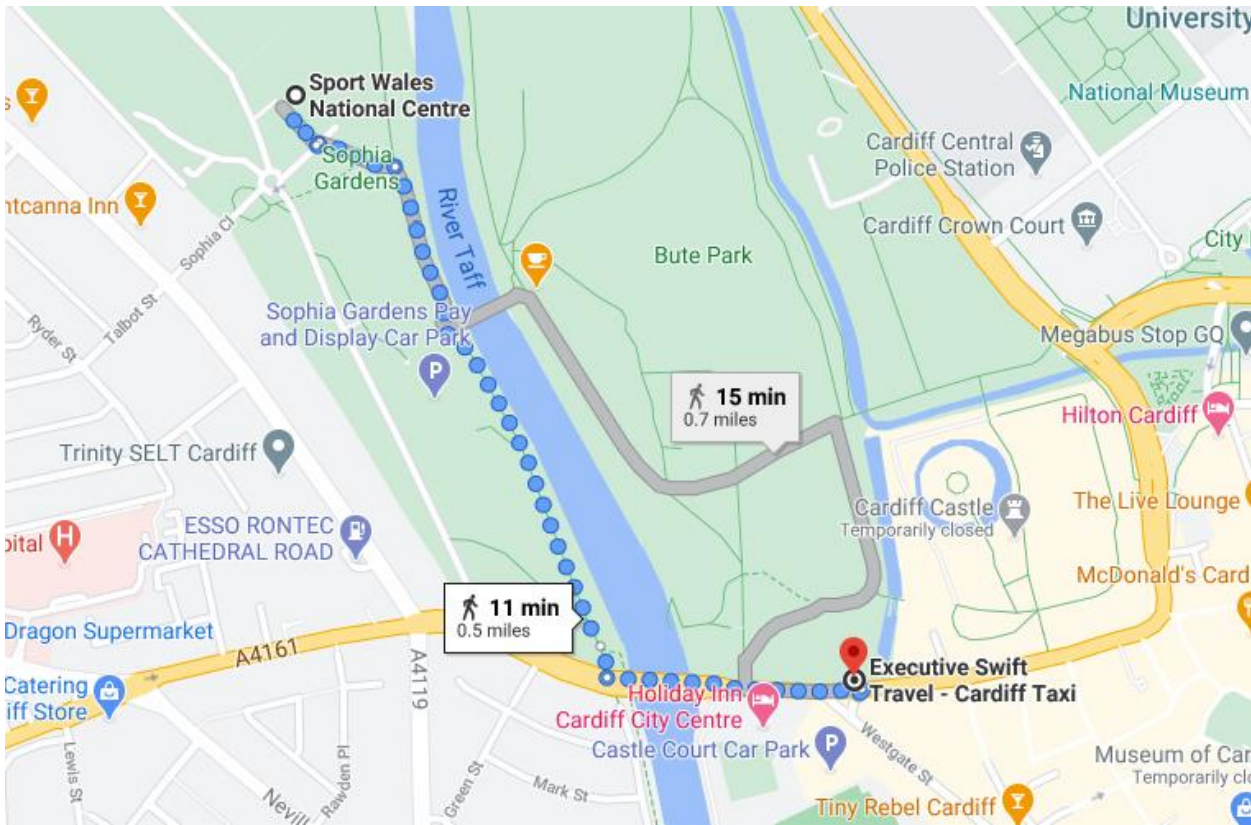 University
Sport Wales
National Centre
National Museum
Sophia
Gardens
Cardiff Central
Police Station
ntcanna Inn
Sophia Cl
River Taff
Bute Park
Cardiff Crown Court
City
Talbot St
Ryder St
Sophia Gardens Pay
and Display Car Park
P
Megabus Stop GQ
15 min
0.7 miles
Hilton Cardiff
Trinity SELT Cardiff
Cardiff Castle
Temporarily closed
The Live Lounge
H
pital
ESSO RONTEC
CATHEDRAL ROAD
McDonald's Card
11 min
0.5 miles
Dragon Supermarket
A4161
A4119
Executive Swift
Travel - Cardiff Taxi
Catering
iff Store
Holiday Inn
Cardiff City Centre
Castle Court Car Park
P
Westgate St
Museum of Car
Temporarily clo
Lewis St
Nevill
Rawden Pl
Green St
Mark St
Tiny Rebel Cardiff